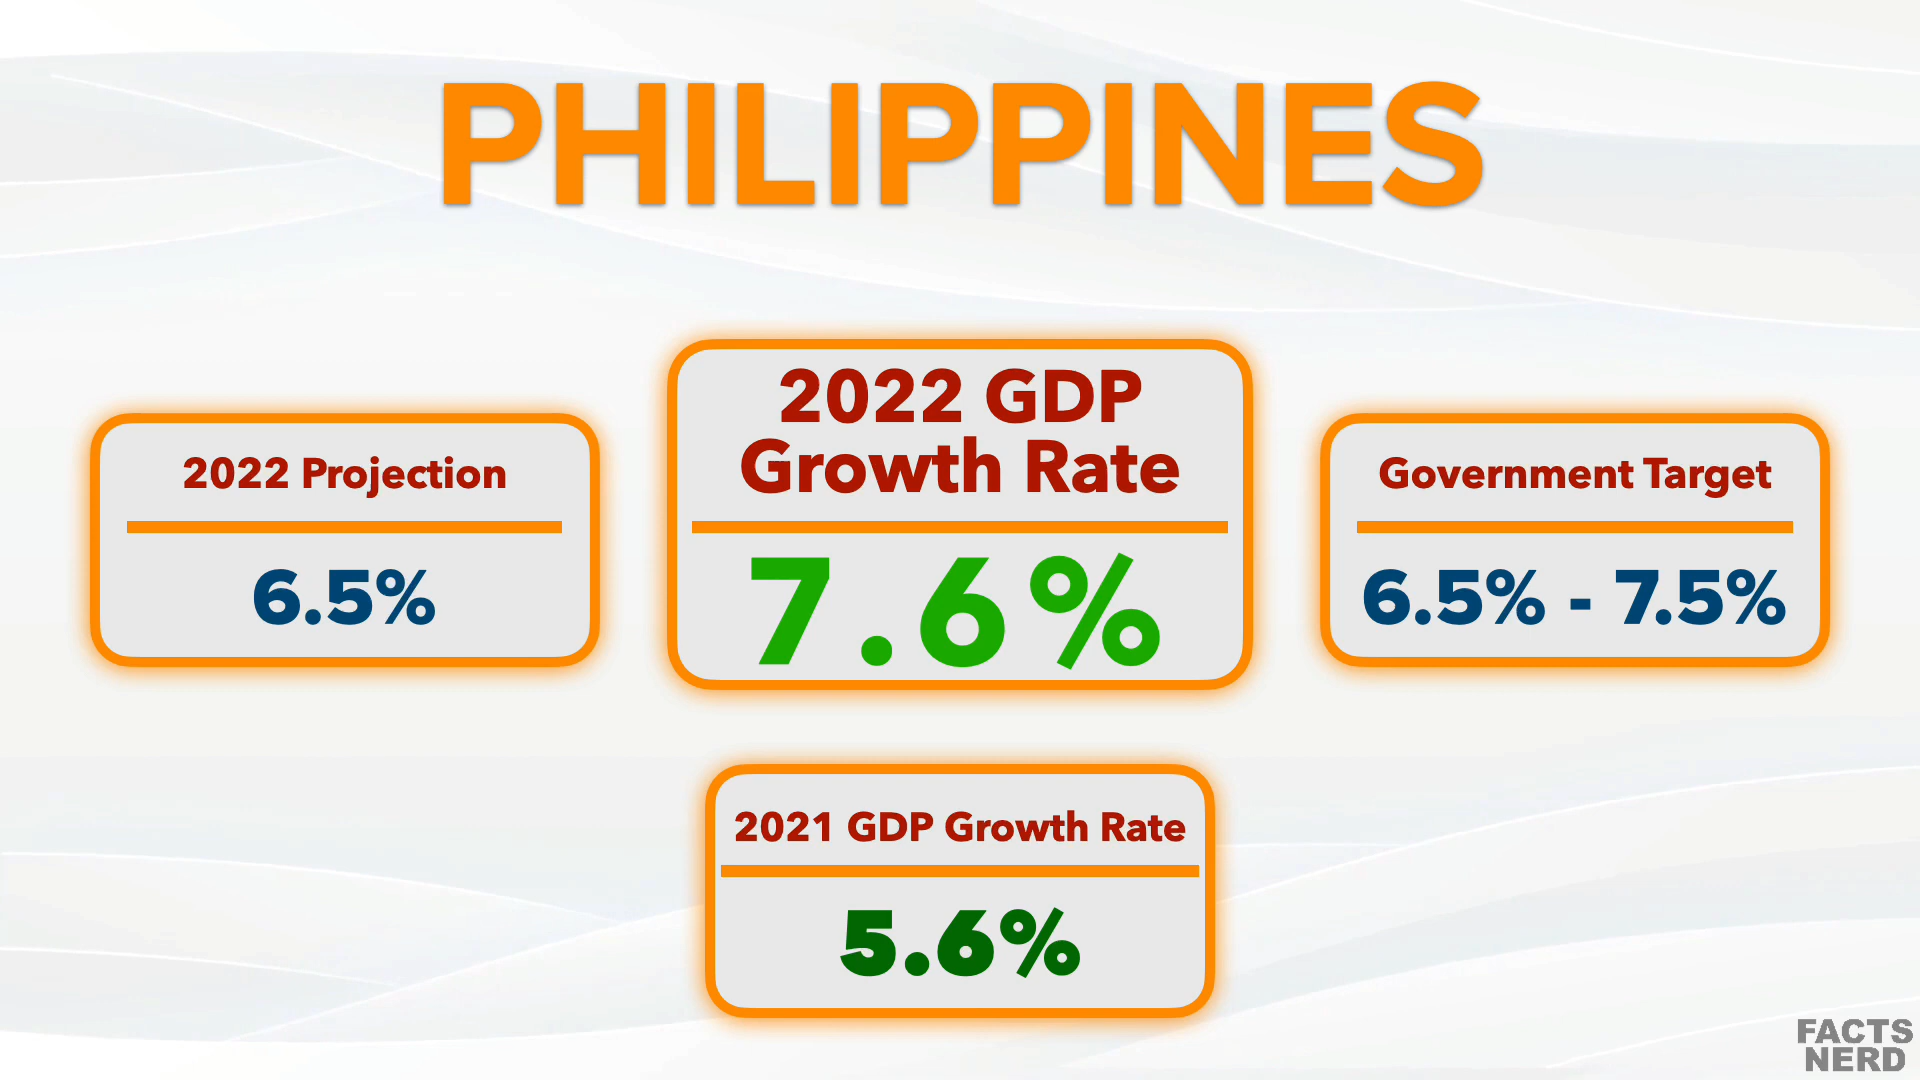 PHILIPPINES
2022 Projection
6.5%
2022 GDP
Growth Rate
7.6%
Government Target
6.5% - 7.5%
2021 GDP Growth Rate
5.6%
FACTS
NERD